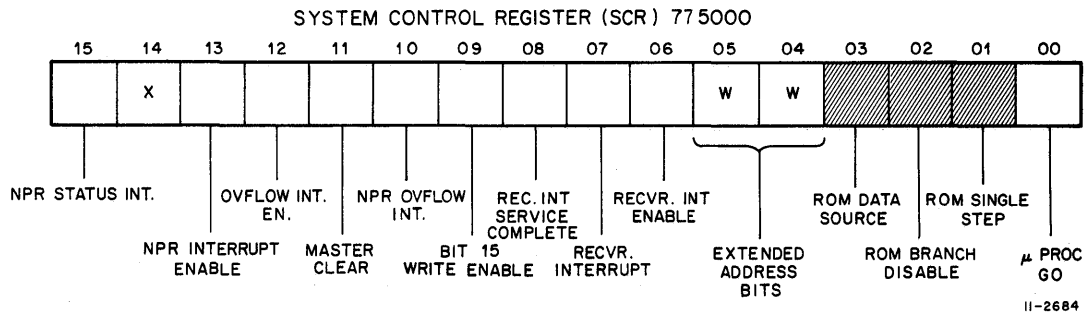 SYSTEM CONTROL REGISTER (SCR) 775000
15 14 13 12 11 10 09 08 07 06 05 04 03 02 01 00
X W W
NPR STATUS INT.
NPR INTERRUPT
ENABLE
OVFLOW INT.
EN.
MASTER
CLEAR
NPR OVFLOW
INT.
BIT 15
WRITE ENABLE
REC. INT
SERVICE
COMPLETE
RECVR.
INTERRUPT
RECVR. INT
ENABLE
EXTENDED
ADDRESS
BITS
ROM DATA
SOURCE
ROM BRANCH
DISABLE
ROM SINGLE
STEP
μ PROC
GO
11-2684